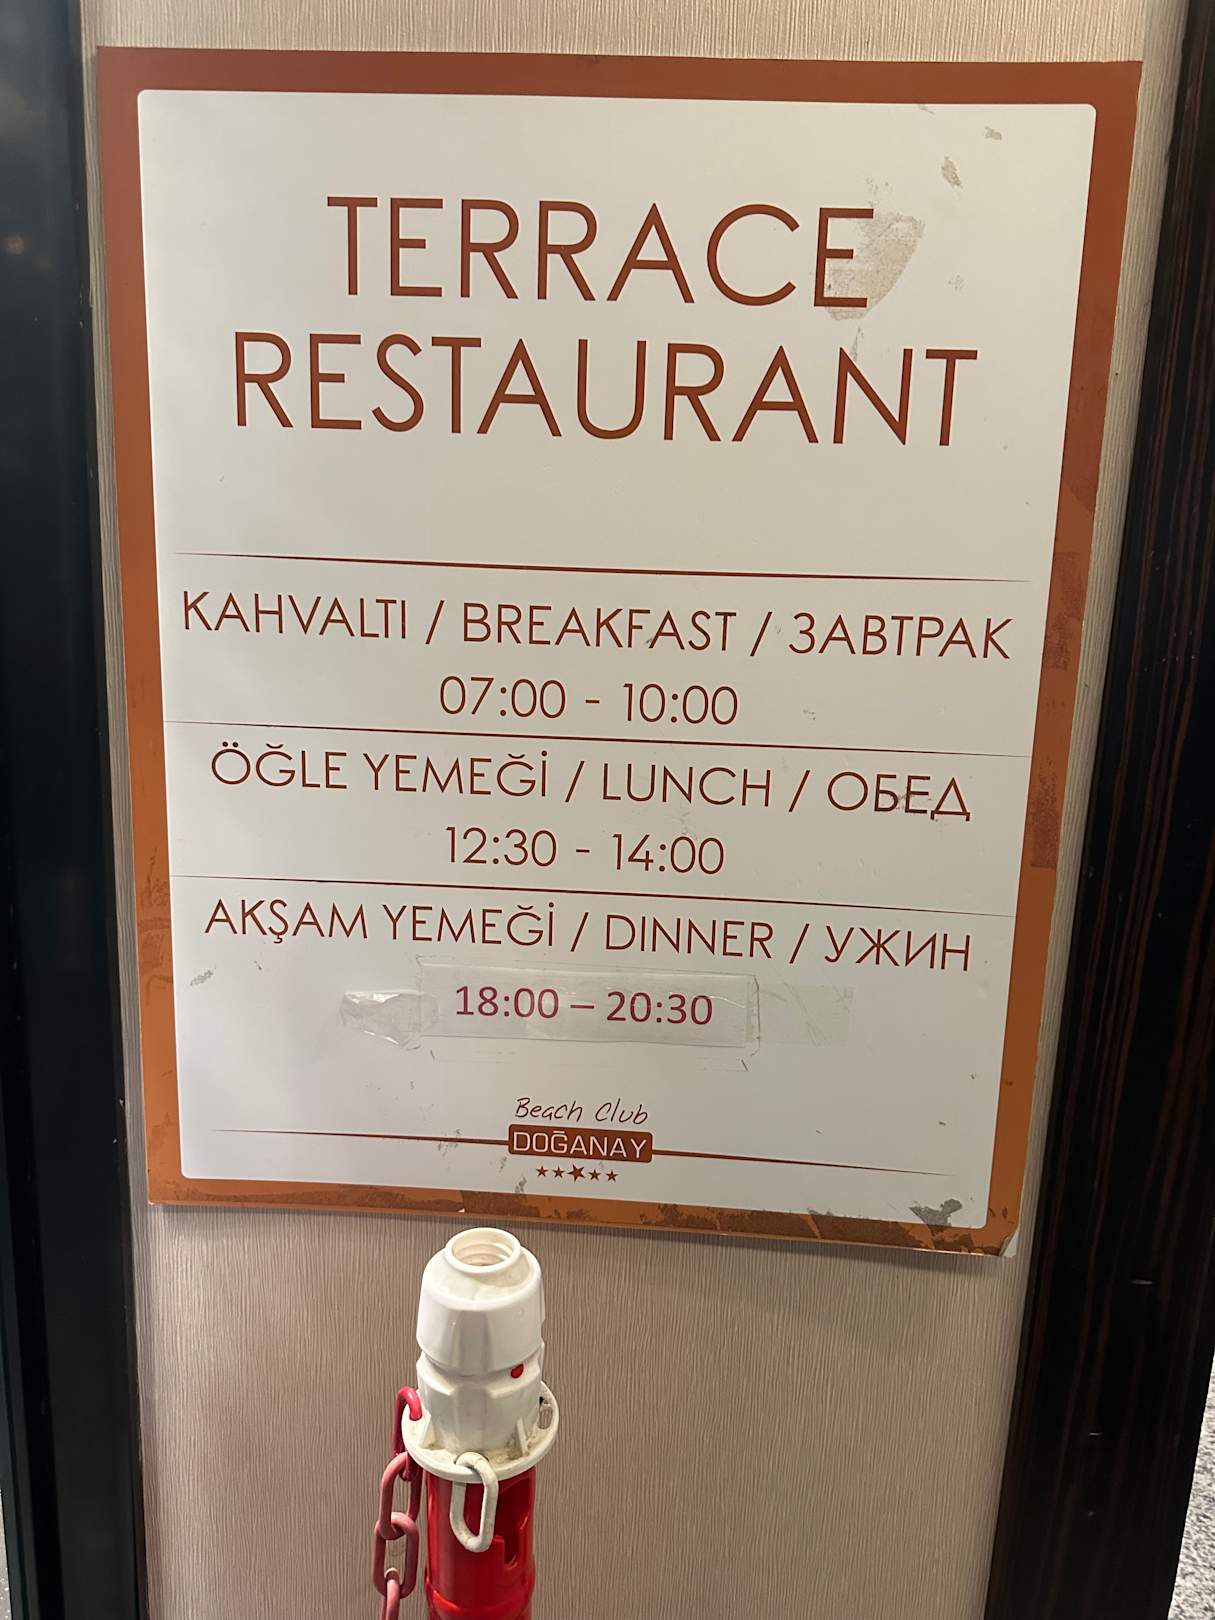 TERRACE
RESTAURANT
KAHVALTI / BREAKFAST / ЗАВТРАК
07:00 - 10:00
ÖĞLE YEMEĞİ / LUNCH / ОБЕД
12:30 - 14:00
AKŞAM YEMEĞİ / DINNER / УЖИН
18:00 – 20:30
Beach Club
DOĞANAY